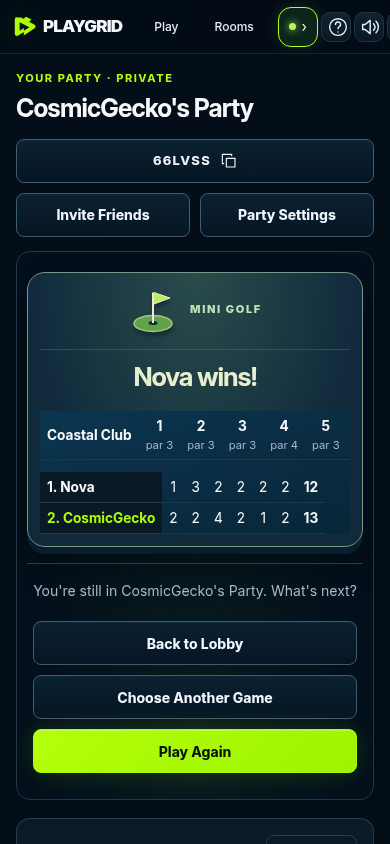 PLAYGRID Play Rooms
YOUR PARTY · PRIVATE
CosmicGecko's Party
66LVSS
Invite Friends Party Settings
MINI GOLF
Nova wins!
Coastal Club 1 2 3 4 5
par 3 par 3 par 3 par 4 par 3
1. Nova 1 3 2 2 2 2 12
2. CosmicGecko 2 2 4 2 1 2 13
You're still in CosmicGecko's Party. What's next?
Back to Lobby
Choose Another Game
Play Again